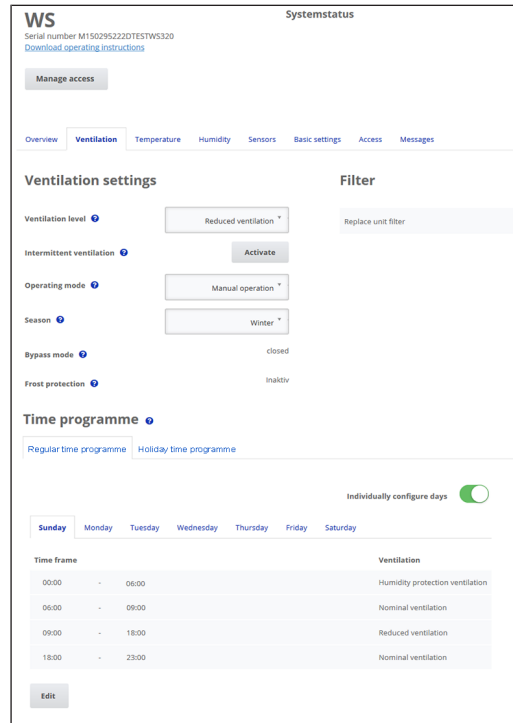 WS
Systemstatus
Serial number M150295222DTESTWS320
Download operating instructions
Manage access
Overview Ventilation Temperature Humidity Sensors Basic settings Access Messages
Ventilation settings
Filter
Ventilation level ? Reduced ventilation
Replace unit filter
Intermittent ventilation ? Activate
Operating mode ? Manual operation
Season ? Winter
Bypass mode ? closed
Frost protection ? Inaktiv
Time programme ?
Regular time programme Holiday time programme
Individually configure days
Sunday Monday Tuesday Wednesday Thursday Friday Saturday
Time frame Ventilation
00:00 - 06:00 Humidity protection ventilation
06:00 - 09:00 Nominal ventilation
09:00 - 18:00 Reduced ventilation
18:00 - 23:00 Nominal ventilation
Edit